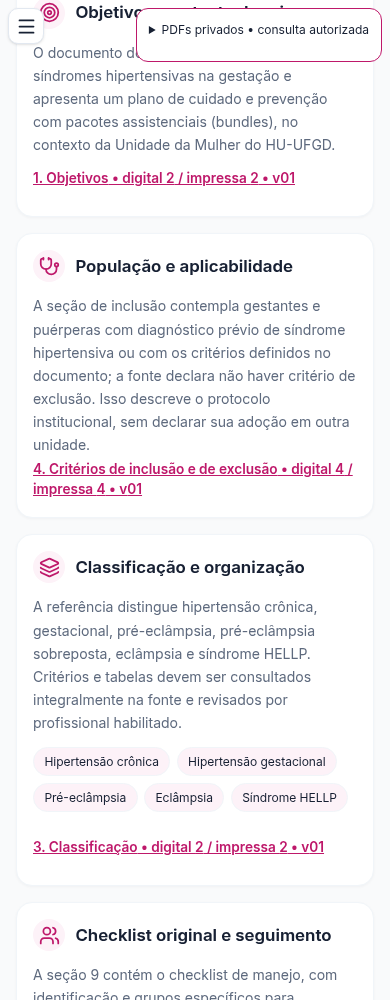 Objetivo
▶ PDFs privados • consulta autorizada
O documento
síndromes hipertensivas na gestação e
apresenta um plano de cuidado e prevenção
com pacotes assistenciais (bundles), no
contexto da Unidade da Mulher do HU-UFGD.
1. Objetivos • digital 2 / impressa 2 • v01
População e aplicabilidade
A seção de inclusão contempla gestantes e
puérperas com diagnóstico prévio de síndrome
hipertensiva ou com os critérios definidos no
documento; a fonte declara não haver critério de
exclusão. Isso descreve o protocolo
institucional, sem declarar sua adoção em outra
unidade.
4. Critérios de inclusão e de exclusão • digital 4 /
impressa 4 • v01
Classificação e organização
A referência distingue hipertensão crônica,
gestacional, pré-eclâmpsia, pré-eclâmpsia
sobreposta, eclâmpsia e síndrome HELLP.
Critérios e tabelas devem ser consultados
integralmente na fonte e revisados por
profissional habilitado.
Hipertensão crônica Hipertensão gestacional
Pré-eclâmpsia Eclâmpsia Síndrome HELLP
3. Classificação • digital 2 / impressa 2 • v01
Checklist original e seguimento
A seção 9 contém o checklist de manejo, com
identificação e grupos específicos para